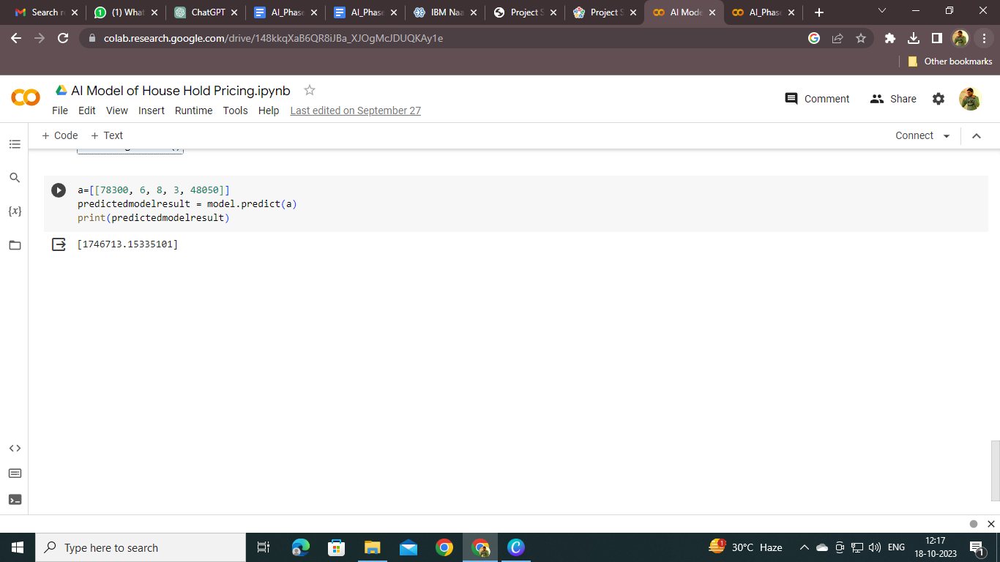 Search r
(1) What
ChatGPT
AI_Phase
AI_Phase
IBM Naa
Project S
Project S
AI Mode
AI_Phase
colab.research.google.com/drive/148kkqXaB6QR8iJBa_XJOgMcJDUQKAy1e
Other bookmarks
AI Model of House Hold Pricing.ipynb
Comment
Share
File Edit View Insert Runtime Tools Help Last edited on September 27
+ Code + Text
Connect
a=[[78300, 6, 8, 3, 48050]]
predictedmodelresult = model.predict(a)
print(predictedmodelresult)
[1746713.15335101]
{x}
Type here to search
1
30°C Haze
ENG
12:17
18-10-2023
1